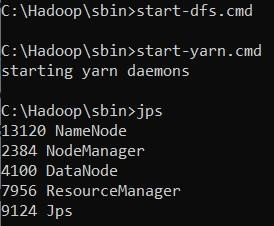 C:\Hadoop\sbin>start-dfs.cmd
C:\Hadoop\sbin>start-yarn.cmd
starting yarn daemons
C:\Hadoop\sbin>jps
13120 NameNode
2384 NodeManager
4100 DataNode
7956 ResourceManager
9124 Jps